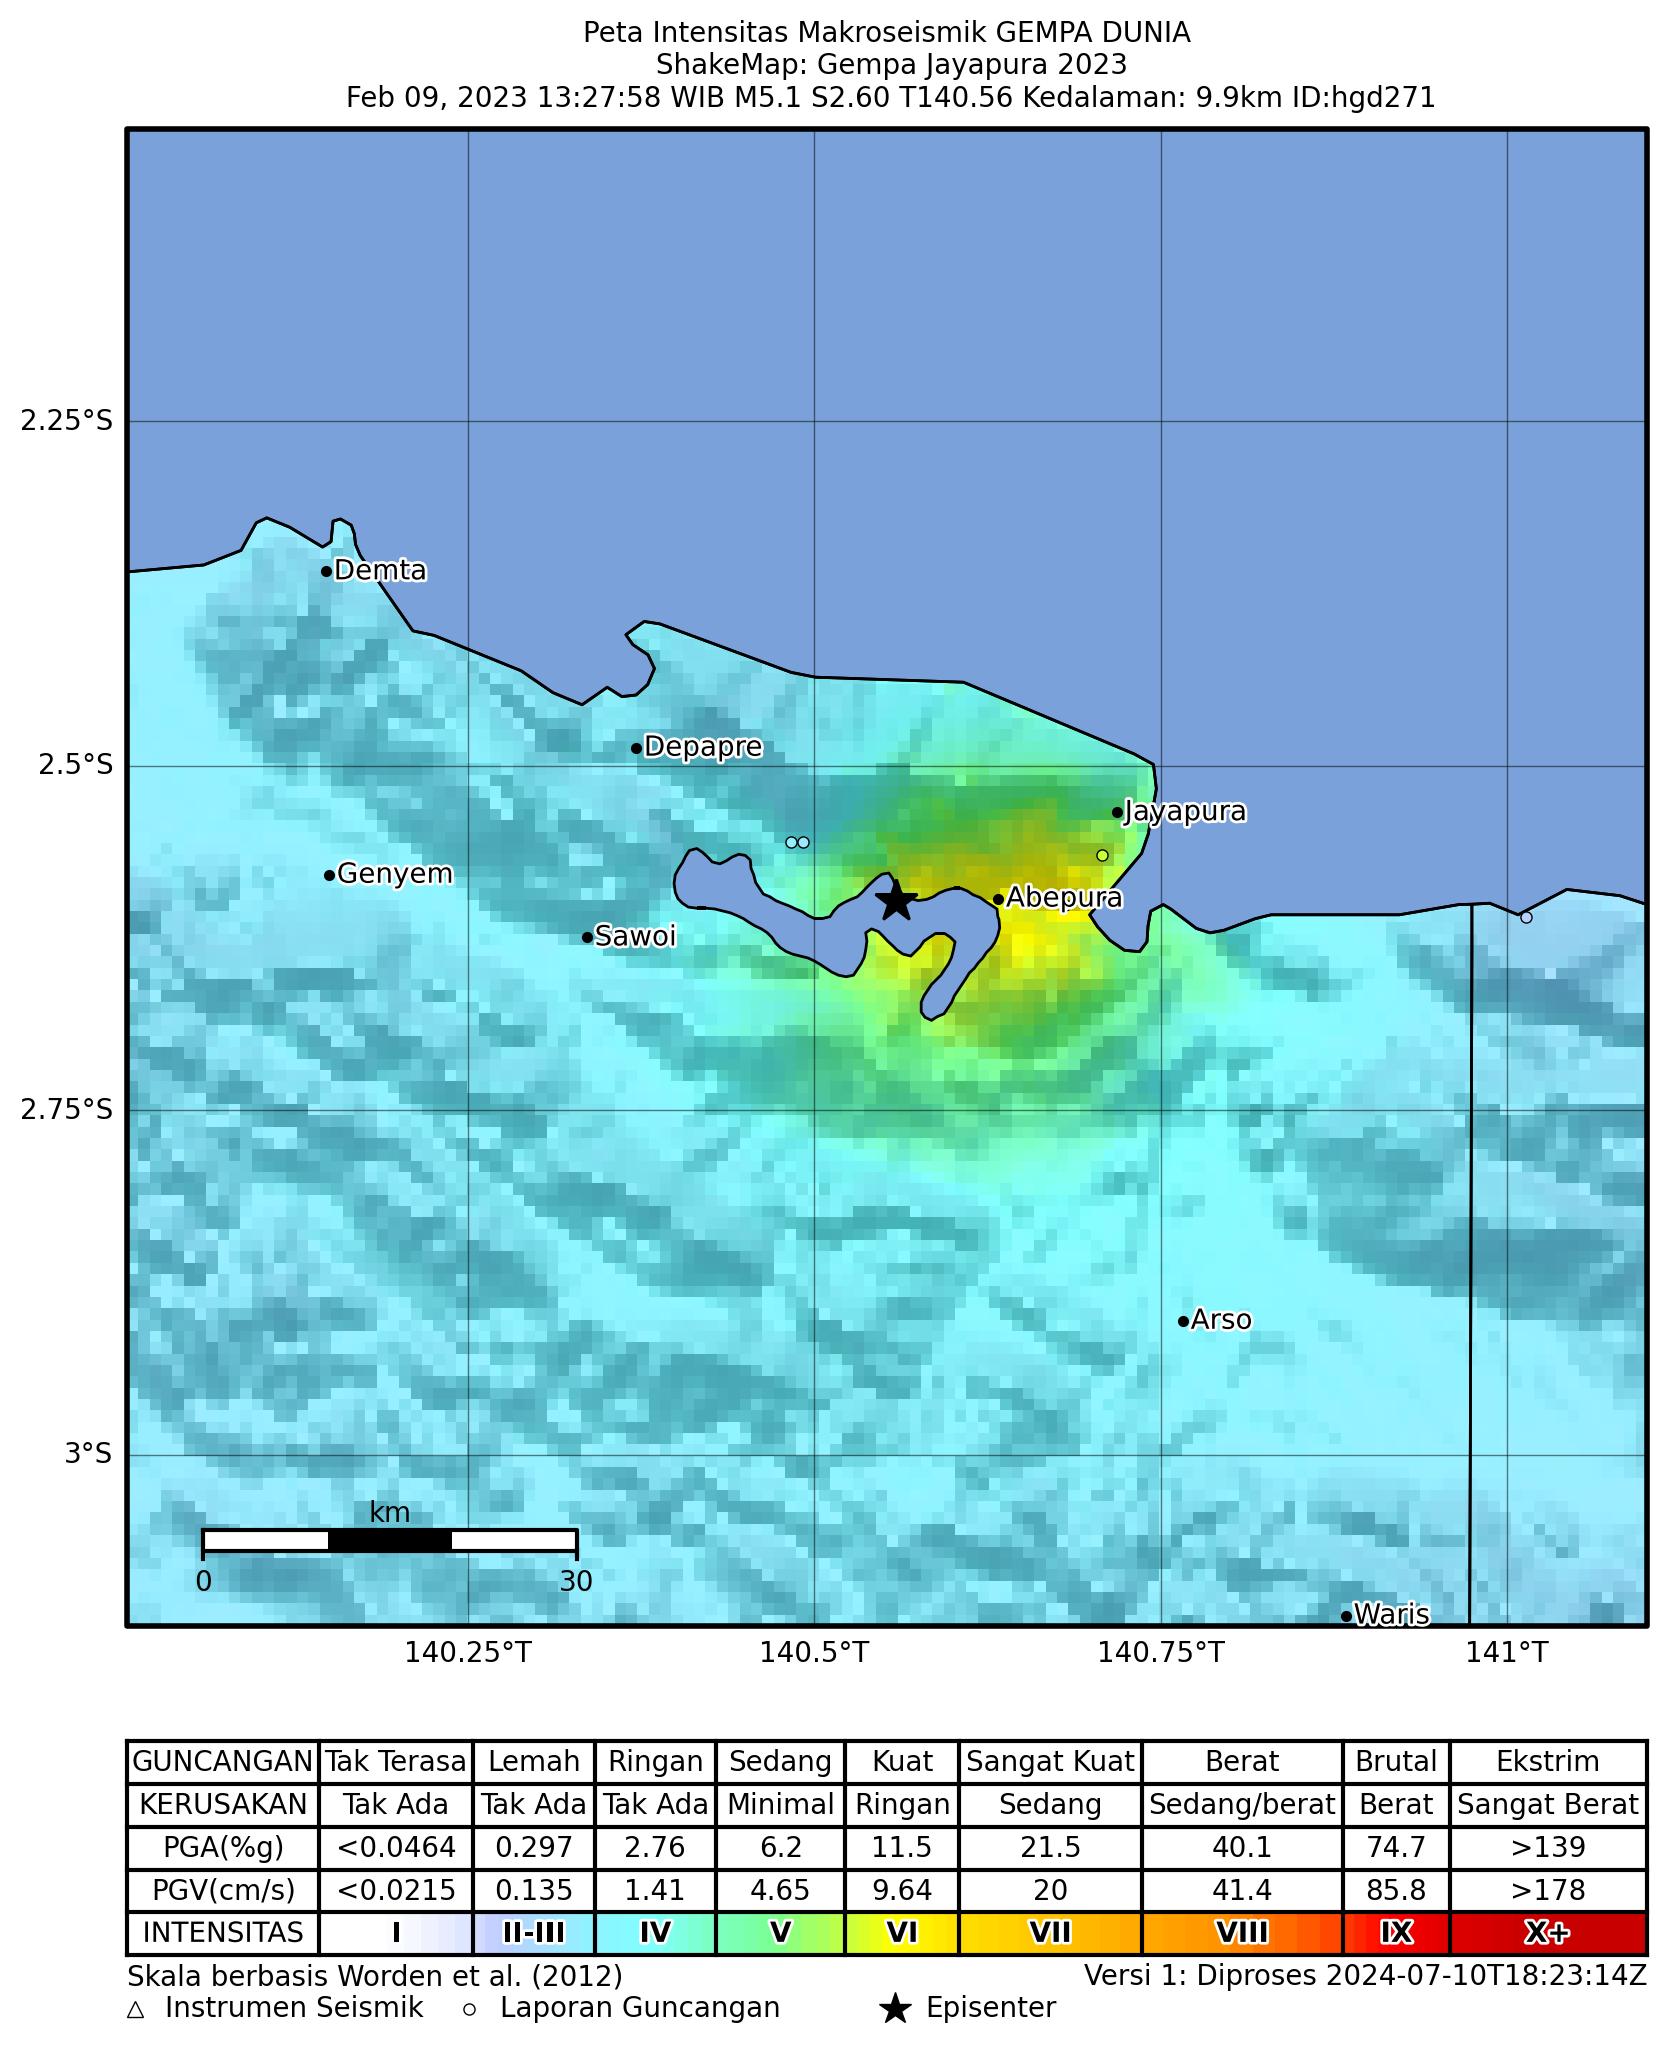 Peta Intensitas Makroseismik GEMPA DUNIA
ShakeMap: Gempa Jayapura 2023
Feb 09, 2023 13:27:58 WIB M5.1 S2.60 T140.56 Kedalaman: 9.9km ID:hgd271
2.25°S
Demta
2.5°S
Depapre
Jayapura
Genyem
Abepura
Sawoi
2.75°S
Arso
3°S
km
0 30
Waris
140.25°T 140.5°T 140.75°T 141°T
GUNCANGAN Tak Terasa Lemah Ringan Sedang Kuat Sangat Kuat Berat Brutal Ekstrim
KERUSAKAN Tak Ada Tak Ada Tak Ada Minimal Ringan Sedang Sedang/berat Berat Sangat Berat
PGA(%g) <0.0464 0.297 2.76 6.2 11.5 21.5 40.1 74.7 >139
PGV(cm/s) <0.0215 0.135 1.41 4.65 9.64 20 41.4 85.8 >178
INTENSITAS I II-III IV V VI VII VIII IX X+
Skala berbasis Worden et al. (2012) Versi 1: Diproses 2024-07-10T18:23:14Z
Instrumen Seismik Laporan Guncangan Episenter